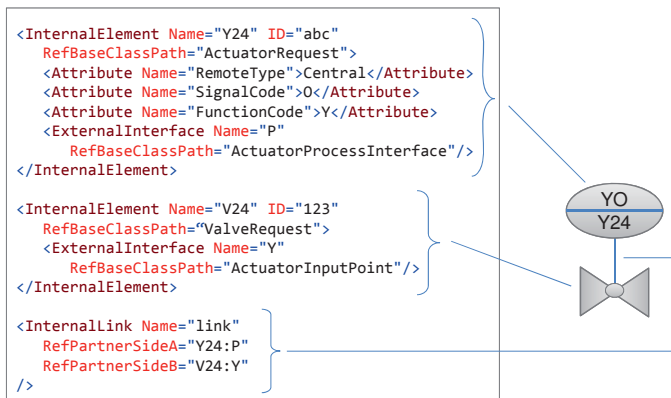 <InternalElement Name="Y24" ID="abc"
RefBaseClassPath="ActuatorRequest">
<Attribute Name="RemoteType">Central</Attribute>
<Attribute Name="SignalCode">O</Attribute>
<Attribute Name="FunctionCode">Y</Attribute>
<ExternalInterface Name="P"
RefBaseClassPath="ActuatorProcessInterface"/>
</InternalElement>
<InternalElement Name="V24" ID="123"
RefBaseClassPath=“ValveRequest">
<ExternalInterface Name="Y"
RefBaseClassPath="ActuatorInputPoint"/>
</InternalElement>
<InternalLink Name="link"
RefPartnerSideA="Y24:P"
RefPartnerSideB="V24:Y"
/>
YO
Y24